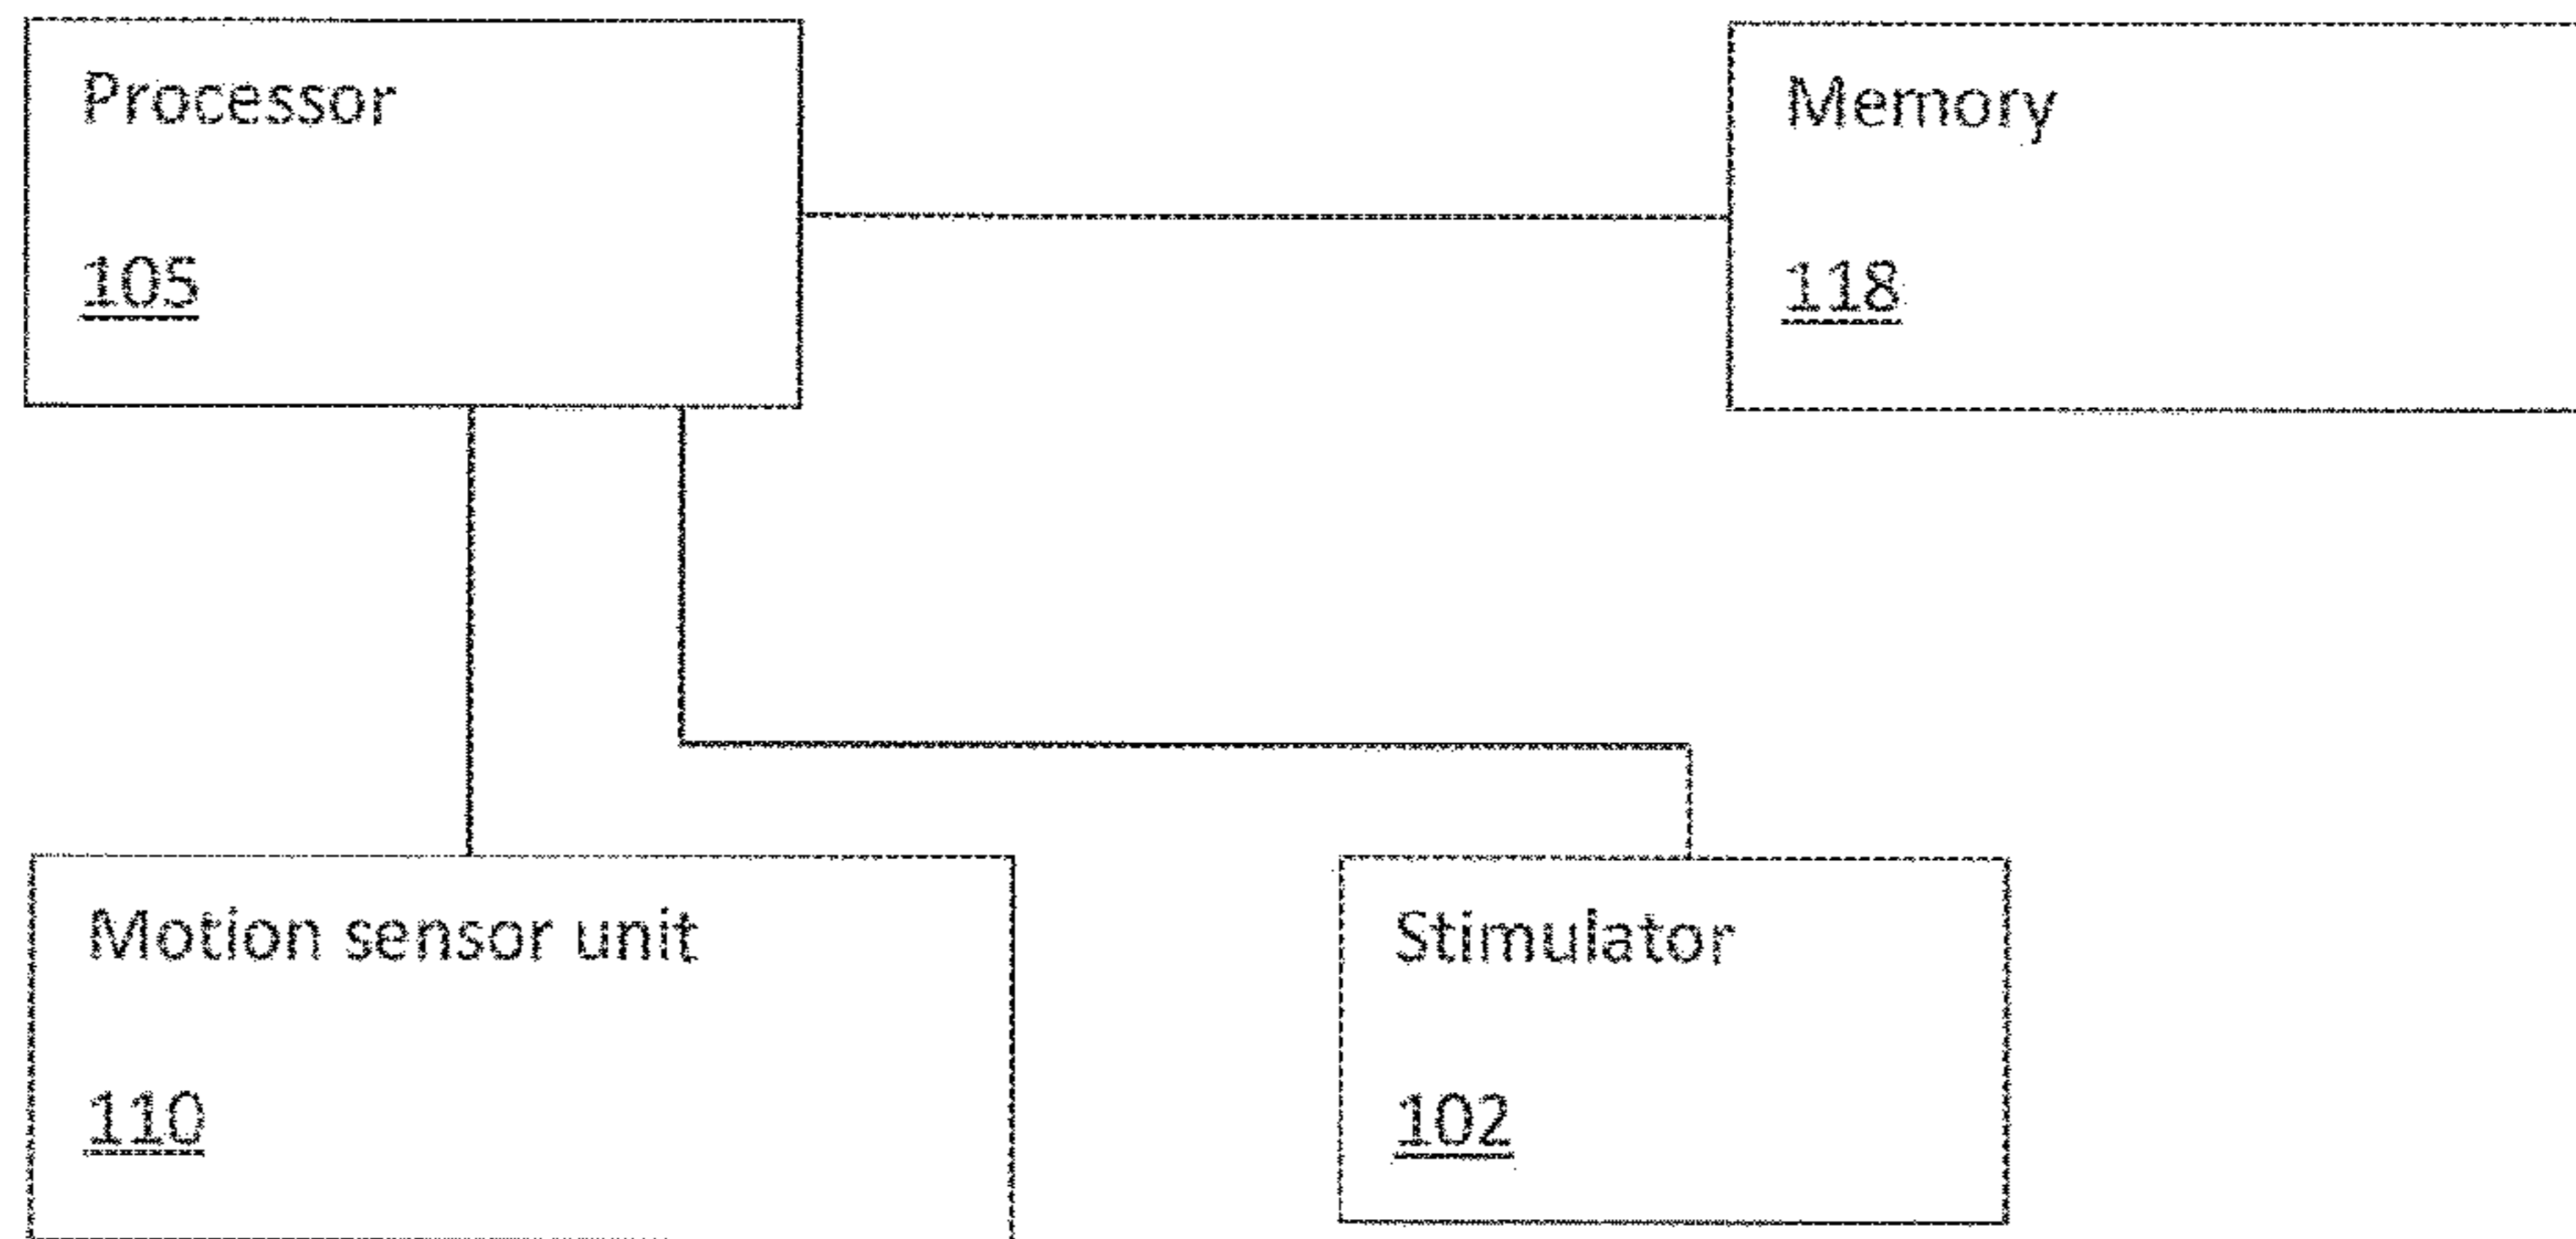 Processor
105
Memory
118
Motion sensor unit
110
Stimulator
102